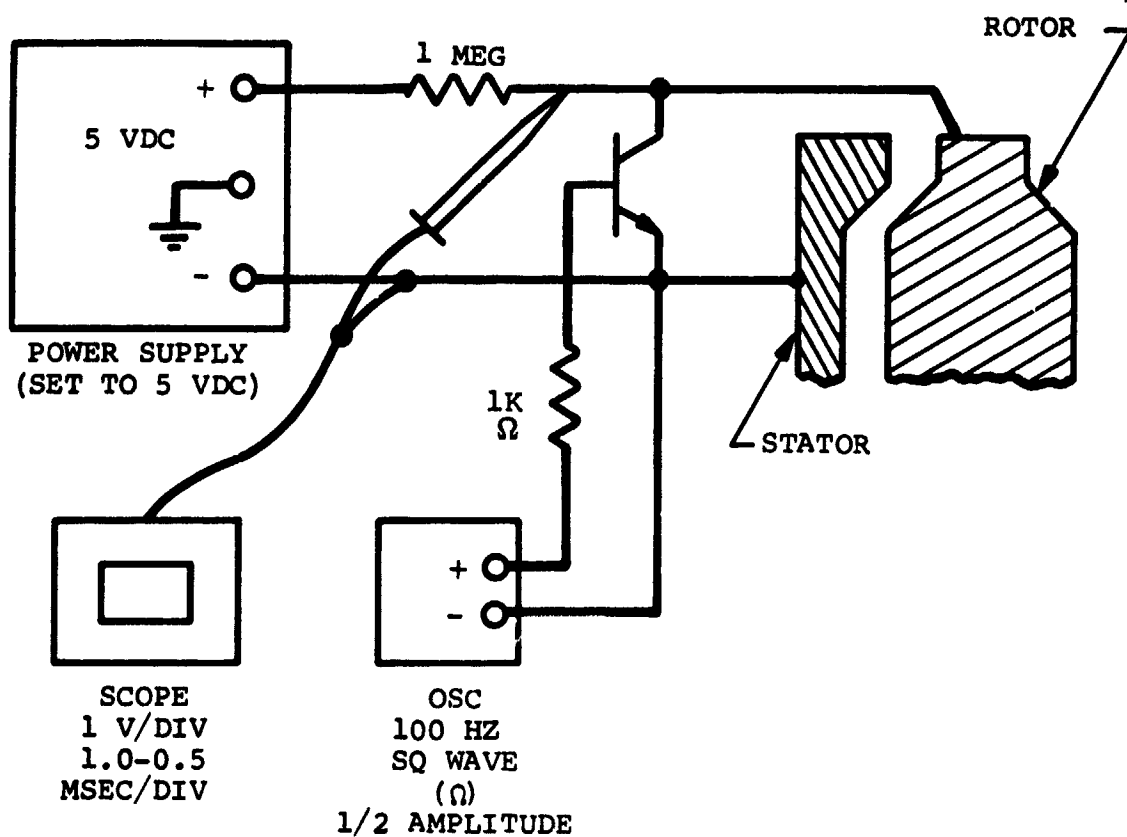 ROTOR
1 MEG
+
5 VDC
-
POWER SUPPLY
(SET TO 5 VDC)
1K
Ω
STATOR
+
-
SCOPE
1 V/DIV
1.0-0.5
MSEC/DIV
OSC
100 HZ
SQ WAVE
(Ω)
1/2 AMPLITUDE